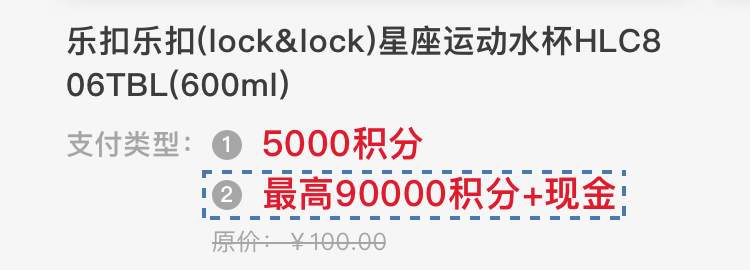 乐扣乐扣(lock&lock)星座运动水杯HLC8
06TBL(600ml)
支付类型： 1 5000积分
2 最高90000积分+现金
原价：￥100.00